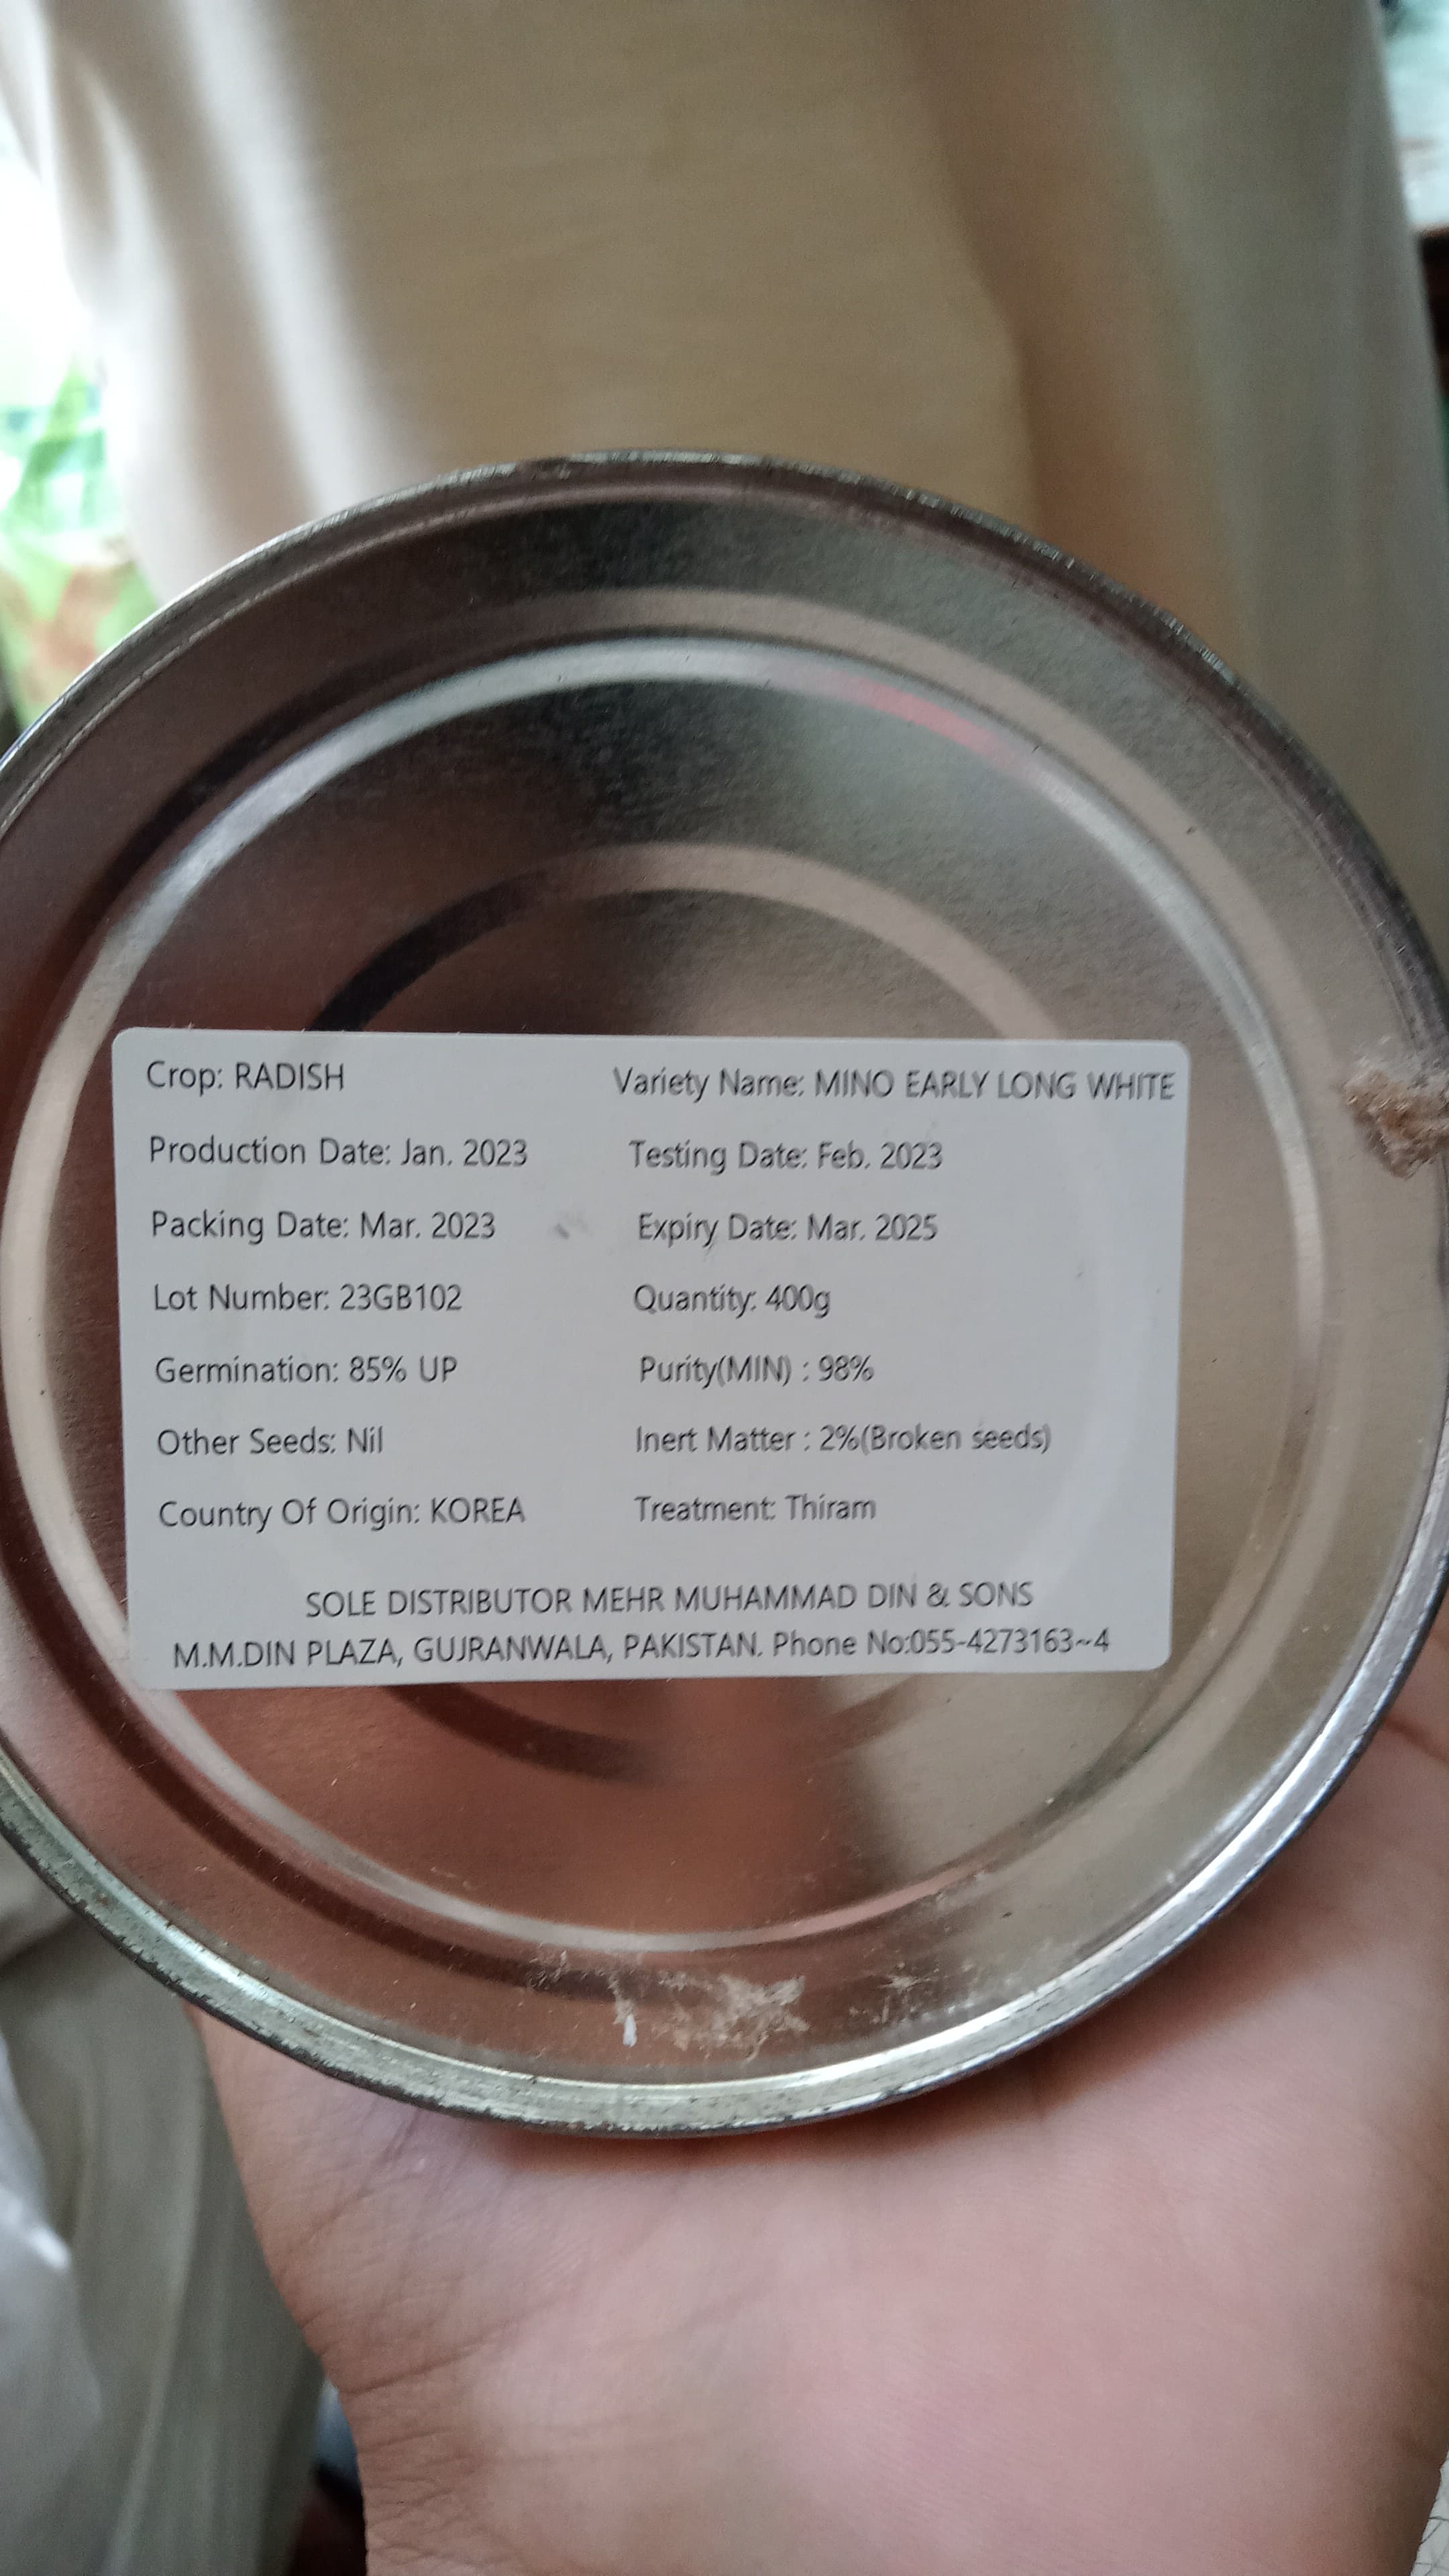 Crop: RADISH Variety Name: MINO EARLY LONG WHITE
Production Date: Jan. 2023 Testing Date: Feb. 2023
Packing Date: Mar. 2023 Expiry Date: Mar. 2025
Lot Number: 23GB102 Quantity: 400g
Germination: 85% UP Purity(MIN) : 98%
Other Seeds: Nil Inert Matter : 2%(Broken seeds)
Country Of Origin: KOREA Treatment: Thiram
SOLE DISTRIBUTOR MEHR MUHAMMAD DIN & SONS
M.M.DIN PLAZA, GUJRANWALA, PAKISTAN. Phone No:055-4273163~4